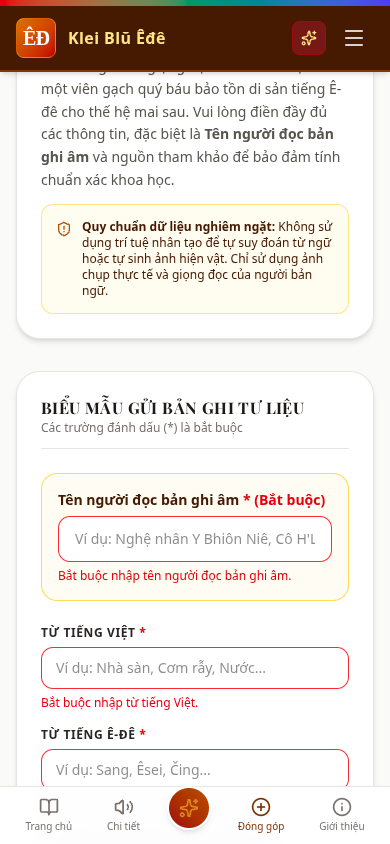 ÊĐ Klei Blŭ Êđê
một viên gạch quý báu bảo tồn di sản tiếng Ê-
đê cho thế hệ mai sau. Vui lòng điền đầy đủ
các thông tin, đặc biệt là Tên người đọc bản
ghi âm và nguồn tham khảo để bảo đảm tính
chuẩn xác khoa học.
Quy chuẩn dữ liệu nghiêm ngặt: Không sử
dụng trí tuệ nhân tạo để tự suy đoán từ ngữ
hoặc tự sinh ảnh hiện vật. Chỉ sử dụng ảnh
chụp thực tế và giọng đọc của người bản
ngữ.
BIỂU MẪU GỬI BẢN GHI TƯ LIỆU
Các trường đánh dấu (*) là bắt buộc
Tên người đọc bản ghi âm * (Bắt buộc)
Ví dụ: Nghệ nhân Y Bhiôn Niê, Cô H'L
Bắt buộc nhập tên người đọc bản ghi âm.
TỪ TIẾNG VIỆT *
Ví dụ: Nhà sàn, Cơm rẫy, Nước...
Bắt buộc nhập từ tiếng Việt.
TỪ TIẾNG Ê-ĐÊ *
Ví dụ: Sang, Êsei, Čing...
Trang chủ
Chi tiết
Đóng góp
Giới thiệu